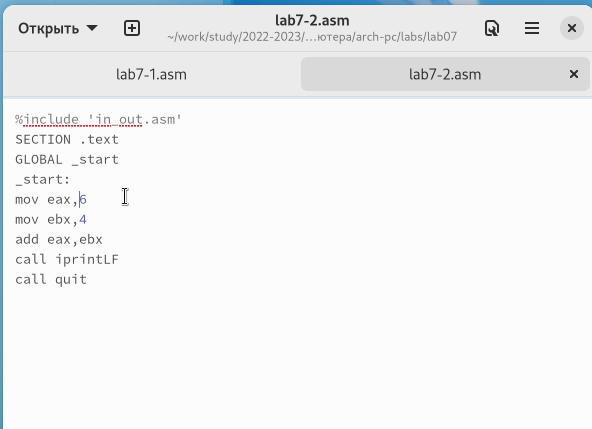 Открыть
lab7-2.asm
~/work/study/2022-2023/…ютера/arch-pc/labs/lab07
lab7-1.asm
lab7-2.asm
%include 'in_out.asm'
SECTION .text
GLOBAL _start
_start:
mov eax,6
mov ebx,4
add eax,ebx
call iprintLF
call quit